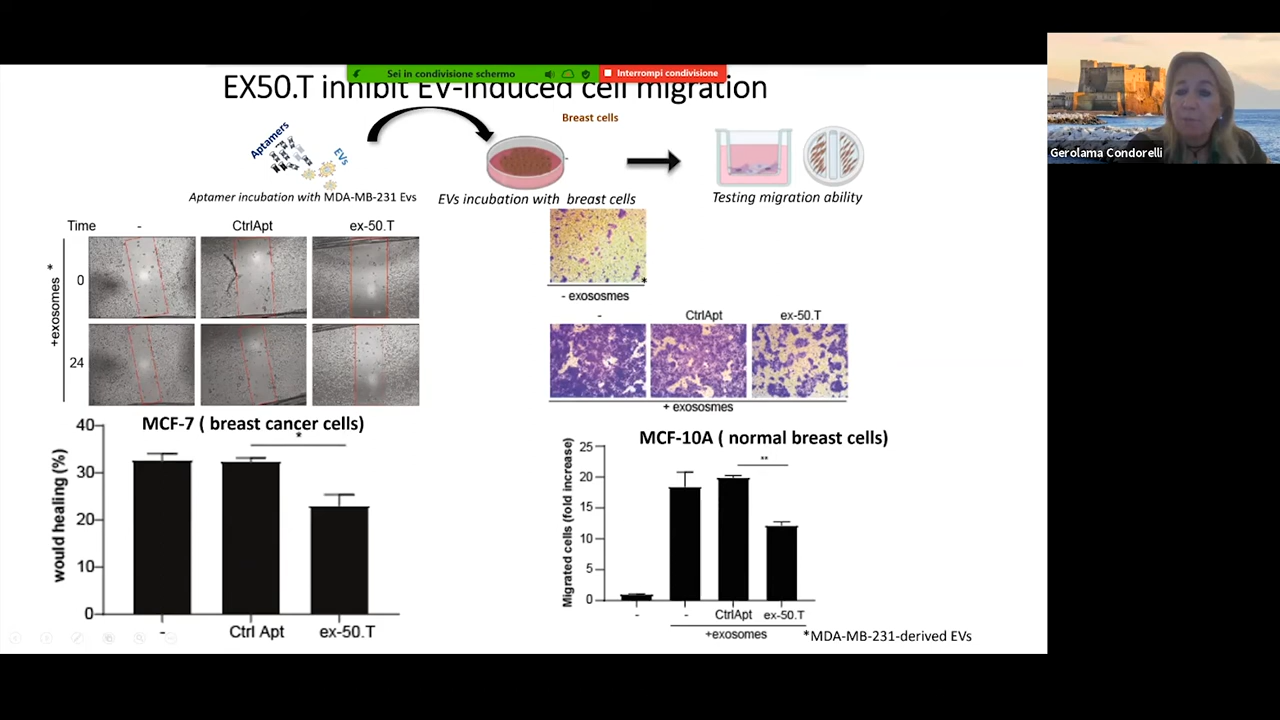 Sei in condivisione schermo
Interrompi condivisione
EX50.T inhibit EV-induced cell migration
Gerolama Condorelli
Aptamers
EVs
Breast cells
Aptamer incubation with MDA-MB-231 Evs
EVs incubation with breast cells
Testing migration ability
Time
-
CtrlApt
ex-50.T
+exosomes *
0
24
*
- exososmes
-
CtrlApt
ex-50.T
+ exososmes
MCF-7 ( breast cancer cells)
*
would healing (%)
40
30
20
10
0
-
Ctrl Apt
ex-50.T
MCF-10A ( normal breast cells)
**
Migrated cells (fold increase)
25
20
15
10
5
0
-
-
CtrlApt
ex-50.T
+exosomes
*MDA-MB-231-derived EVs